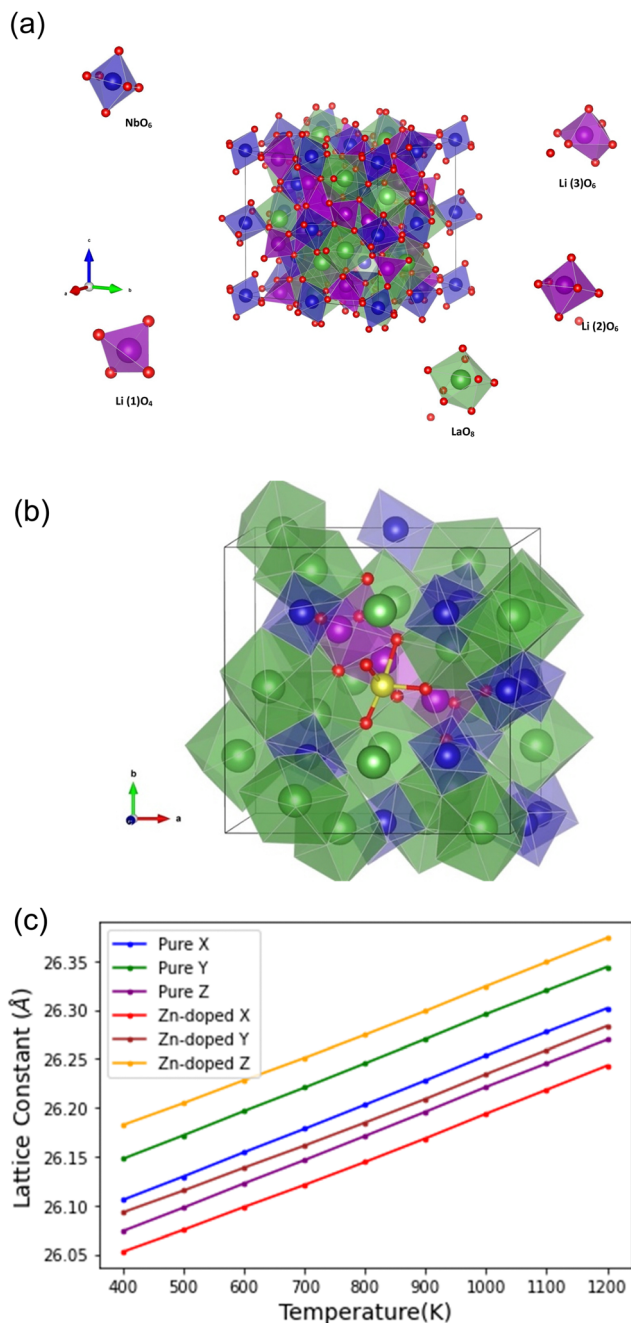 (a)
NbO₆
Li (3)O₆
c
a
b
Li (2)O₆
Li (1)O₄
LaO₈
(b)
b
a
(c)
Pure X
Pure Y
Pure Z
Zn-doped X
Zn-doped Y
Zn-doped Z
Lattice Constant (Å)
26.35
26.30
26.25
26.20
26.15
26.10
26.05
400 500 600 700 800 900 1000 1100 1200
Temperature(K)